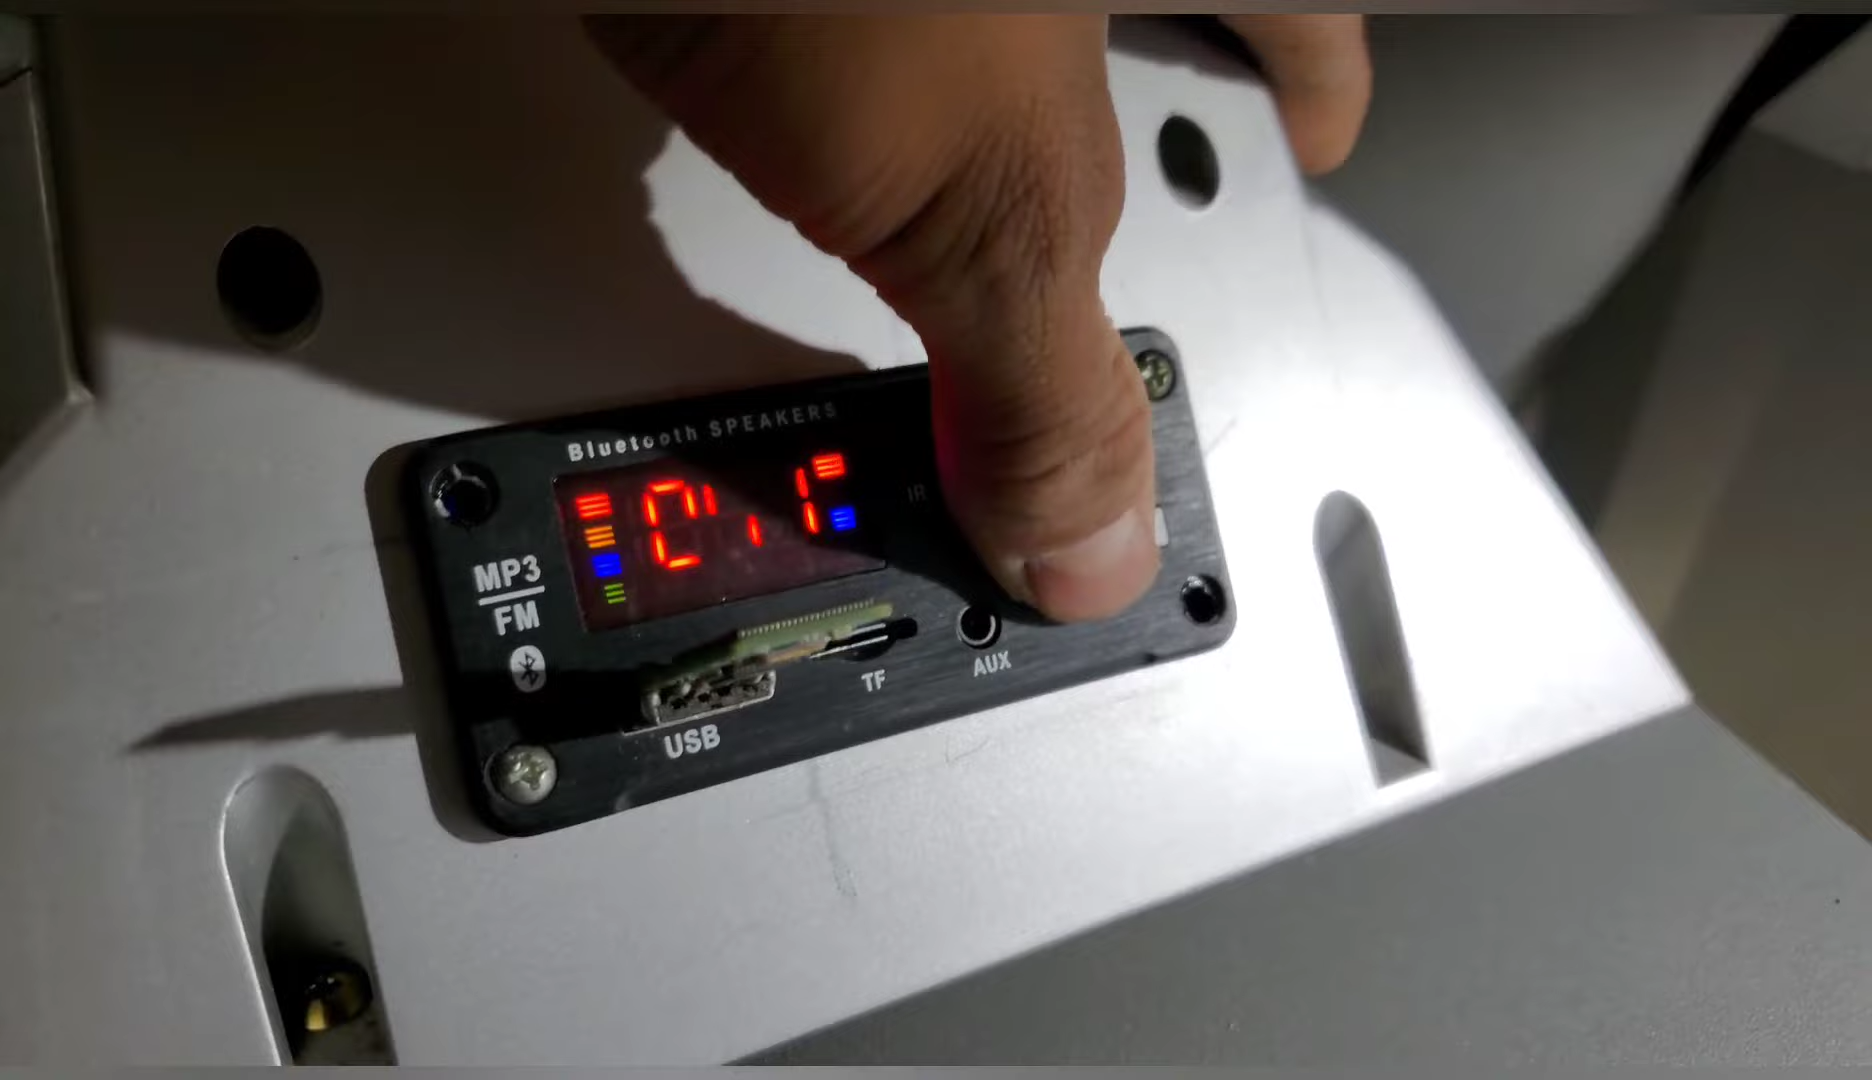 Bluetooth SPEAKERS
IR
MP3
FM
USB
TF
AUX